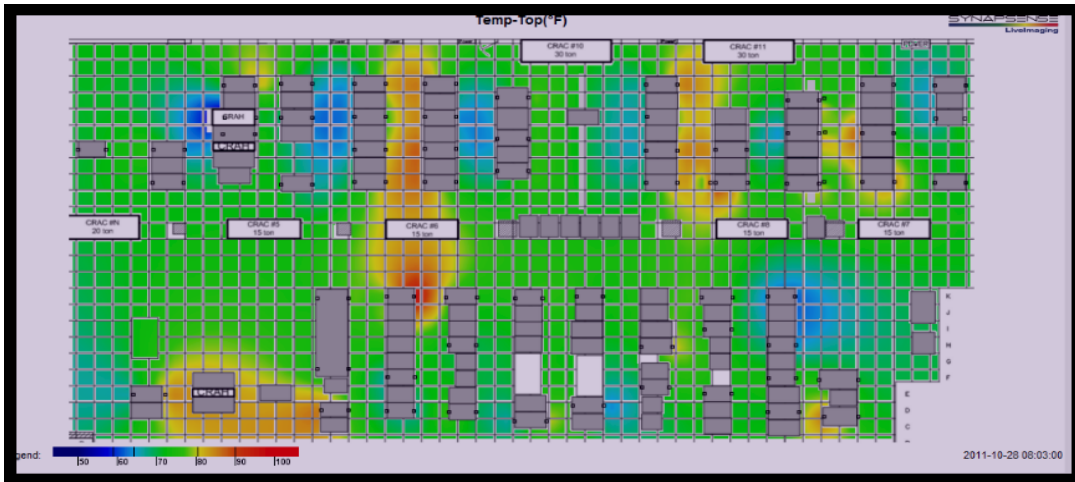 Temp-Top(°F)
SYNAPSENSE
LiveImaging
CRAC #10
30 ton
CRAC #11
30 ton
CRAH
CRAH
CRAC #N
20 ton
CRAC #5
15 ton
CRAC #6
15 ton
CRAC #8
15 ton
CRAC #7
15 ton
K
J
I
H
G
F
E
D
C
CRAH
gend:
50
60
70
80
90
100
2011-10-28 08:03:00